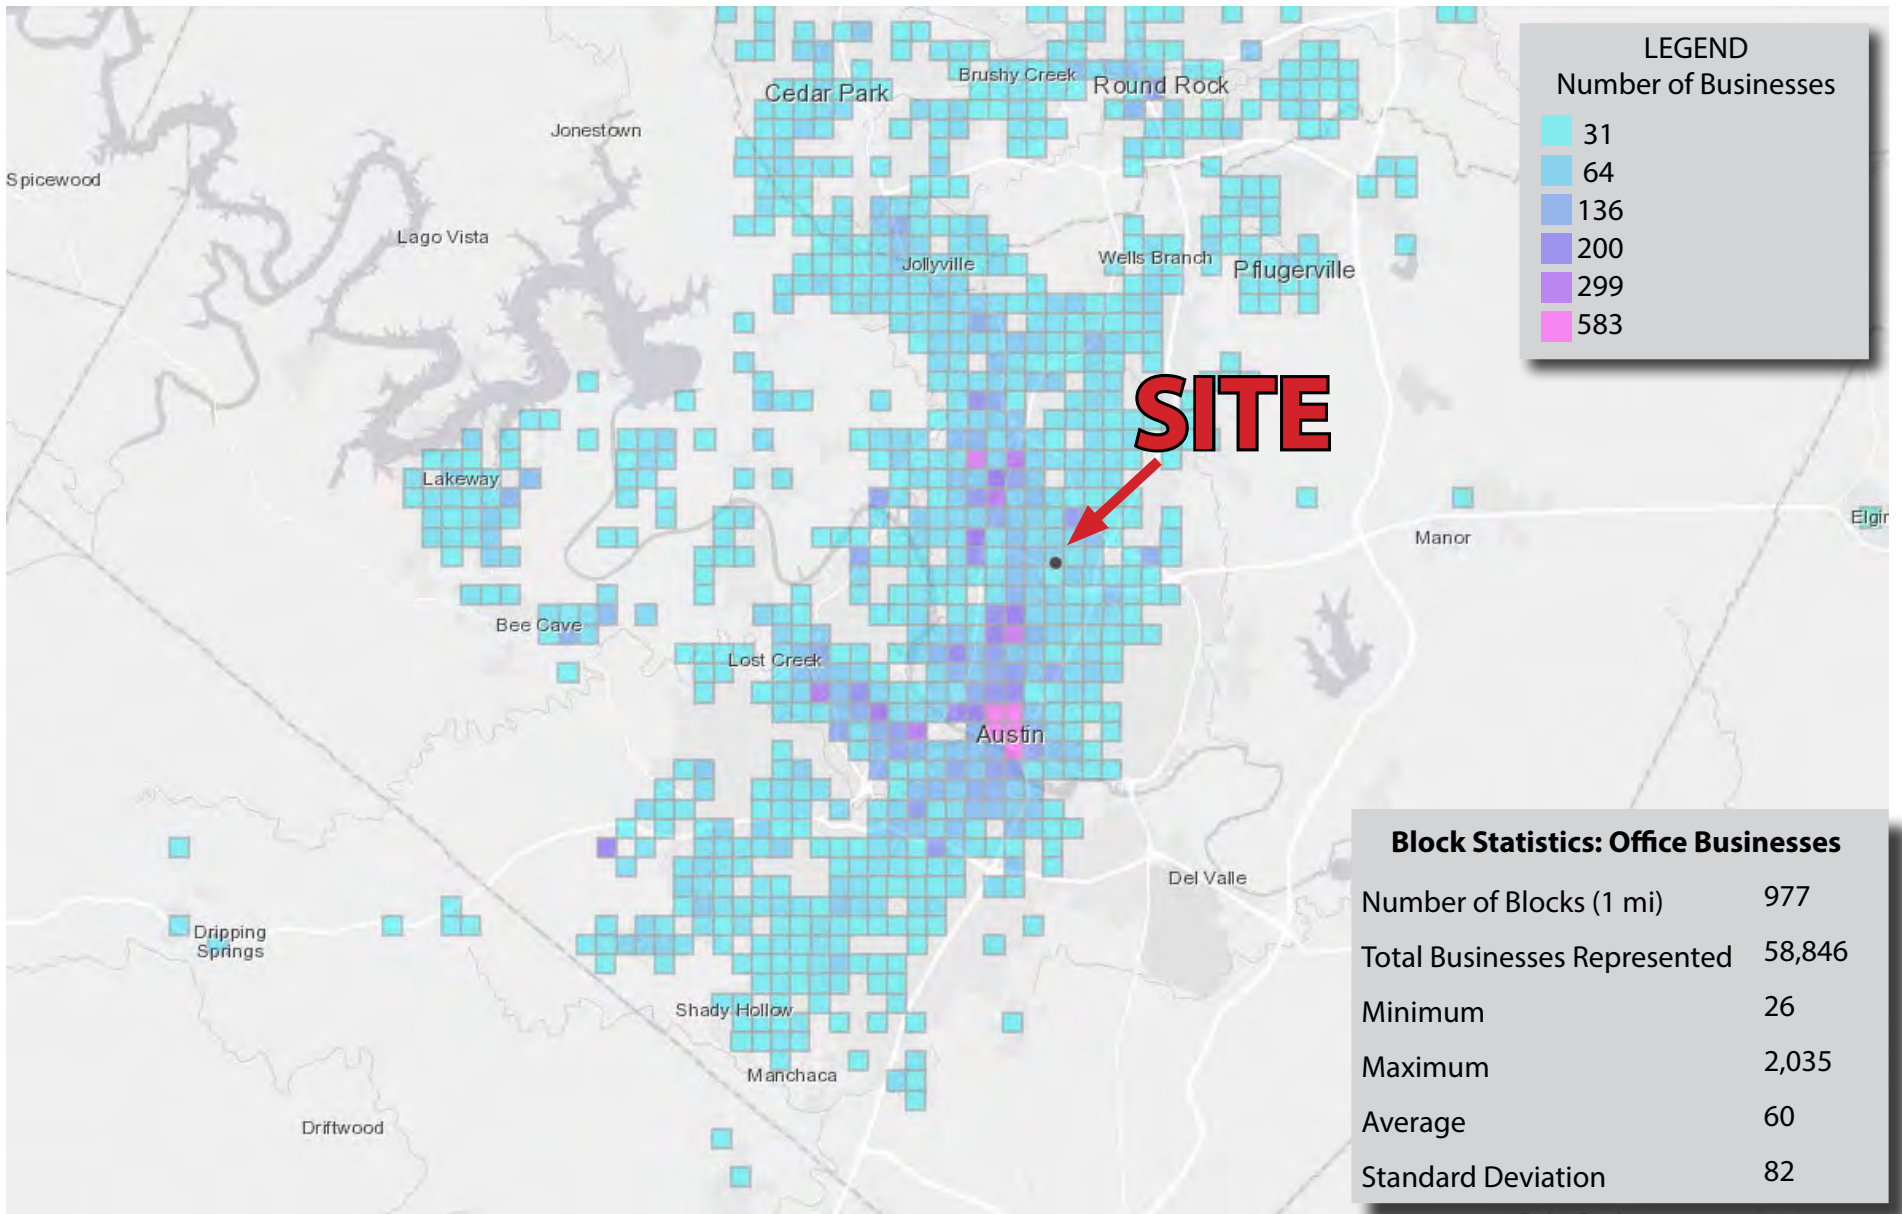 LEGEND
Number of Businesses
31
64
136
200
299
583
Brushy Creek
Round Rock
Cedar Park
Jonestown
Spicewood
Lago Vista
Jollyville
Wells Branch
Pflugerville
SITE
Lakeway
Manor
Elgin
Bee Cave
Lost Creek
Austin
Del Valle
Dripping
Springs
Shady Hollow
Manchaca
Driftwood
Block Statistics: Office Businesses
Number of Blocks (1 mi) 977
Total Businesses Represented 58,846
Minimum 26
Maximum 2,035
Average 60
Standard Deviation 82